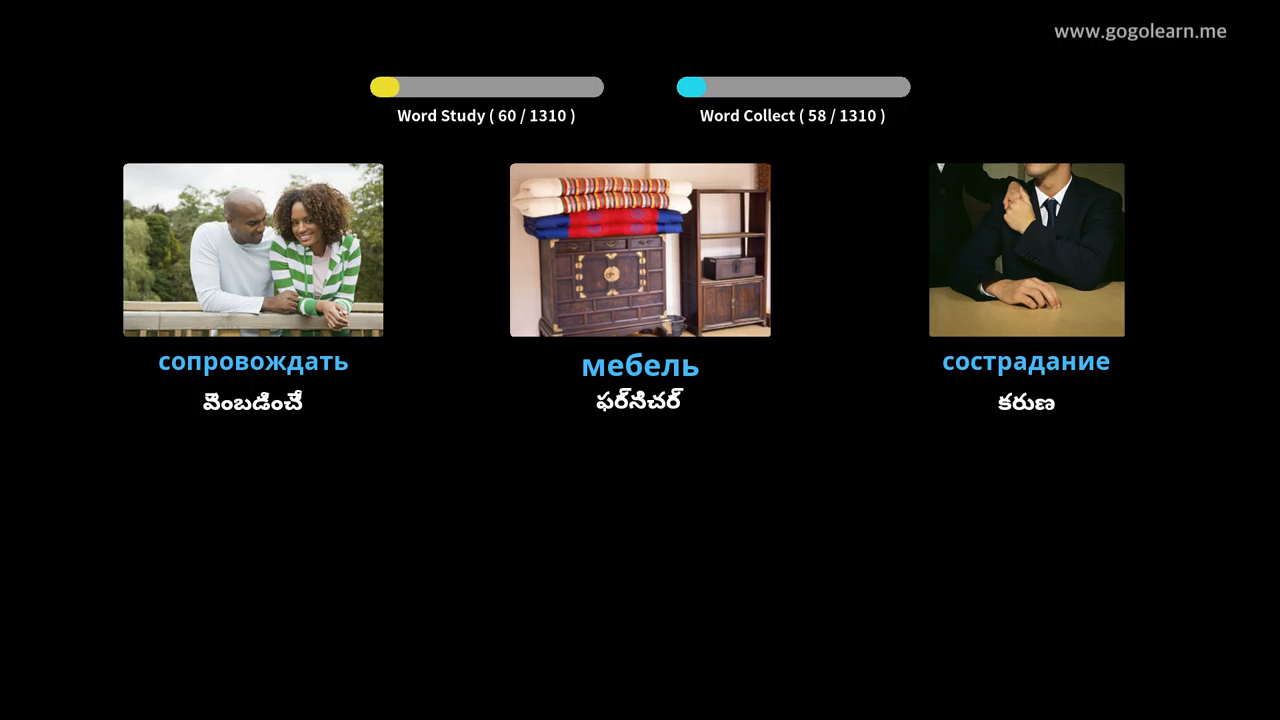 www.gogolearn.me
Word Study ( 60 / 1310 )
Word Collect ( 58 / 1310 )
сопровождать
వెంబడించే
мебель
ఫర్నిచర్
сострадание
కరుణ